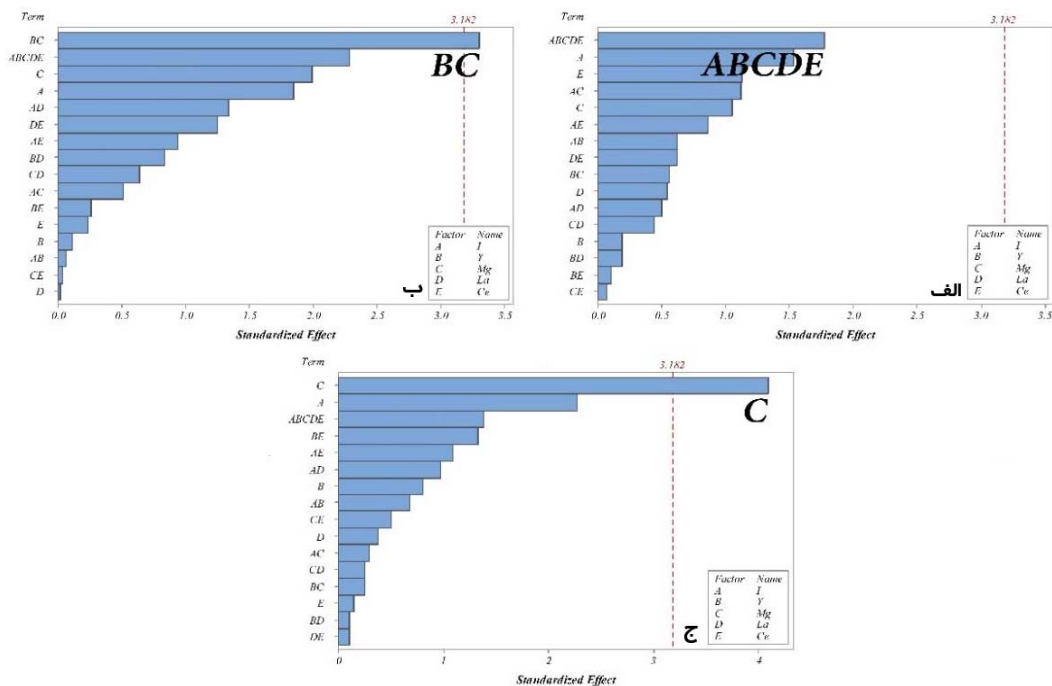 Term
3.182
BC
ABCDE
C
A
AD
DE
AE
BD
CD
AC
BE
E
B
AB
CE
D
BC
Factor Name
A I
B Y
C Mg
D La
E Ce
ب
0.0 0.5 1.0 1.5 2.0 2.5 3.0 3.5
Standardized Effect
Term
3.182
ABCDE
A
E
AC
C
AE
AB
DE
BC
D
AD
CD
B
BD
BE
CE
ABCDE
Factor Name
A I
B Y
C Mg
D La
E Ce
الف
0.0 0.5 1.0 1.5 2.0 2.5 3.0 3.5
Standardized Effect
Term
3.182
C
A
ABCDE
BE
AE
AD
B
AB
CE
D
AC
CD
BC
E
BD
DE
C
Factor Name
A I
B Y
C Mg
D La
E Ce
ج
0 1 2 3 4
Standardized Effect